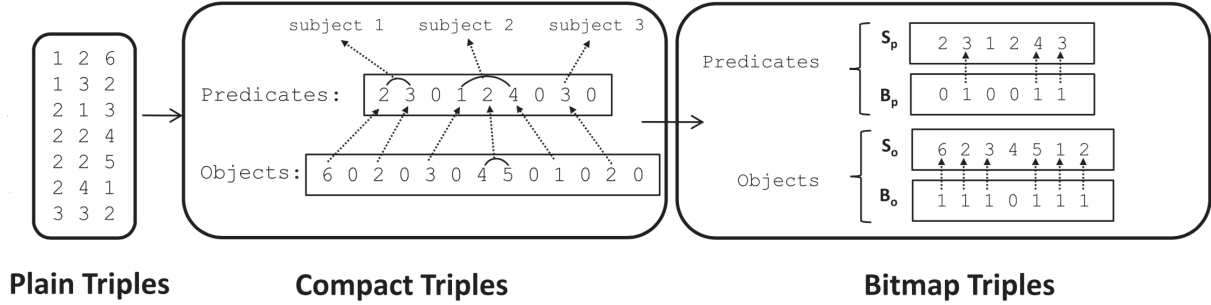 1 2 6
1 3 2
2 1 3
2 2 4
2 2 5
2 4 1
3 3 2
Plain Triples
subject 1 subject 2 subject 3
Predicates: 2 3 0 1 2 4 0 3 0
Objects: 6 0 2 0 3 0 4 5 0 1 0 2 0
Compact Triples
Predicates
Sp 2 3 1 2 4 3
Bp 0 1 0 0 1 1
Objects
So 6 2 3 4 5 1 2
Bo 1 1 1 0 1 1 1
Bitmap Triples